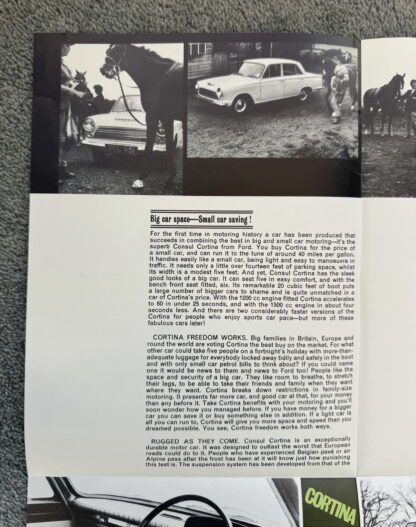 Big car space—Small car saving!
For the first time in motoring history a car has been produced that
succeeds in combining the best in big and small car motoring—it's the
superb Consul Cortina from Ford. You buy Cortina for the price of
a small car, and can run it to the tune of around 40 miles per gallon.
It handles easily like a small car, being light and easy to manoeuvre in
traffic. It needs only a little over fourteen feet of parking space, whilst
its width is a modest five feet. And yet, Consul Cortina has the sleek
good looks of a big car. It can seat five in easy comfort, and with the
bench front seat fitted, six. Its remarkable 20 cubic feet of boot puts
a large number of bigger cars to shame and is quite unmatched in a
car of Cortina's price. With the 1200 cc engine fitted Cortina accelerates
to 60 in under 25 seconds, and with the 1500 cc engine in about four
seconds less. And there are two considerably faster versions of the
Cortina for people who enjoy sports car pace—but more of these
fabulous cars later!
CORTINA FREEDOM WORKS. Big families in Britain, Europe and
round the world are voting Cortina the best buy on the market. For what
other car could take five people on a fortnight's holiday with more-than-
adequate luggage for everybody locked away tidily and safely in the boot
and with only small car petrol bills to think about? If you could name
one it would be news to them and news to Ford too! People like the
space and security of a big car. They like room to breathe, to stretch
their legs, to be able to take their friends and family when they want
where they want. Cortina breaks down restrictions in family-size
motoring. It presents far more car, and good car at that, for your money
than any before it. Take Cortina benefits with your motoring and you'll
soon wonder how you managed before. If you have money for a bigger
car you can save it or buy something else in addition. If a light car is
all you can run to, Cortina will give you more space and speed than you
dreamed possible. You see, Cortina freedom works both ways.
RUGGED AS THEY COME. Consul Cortina is an exceptionally
durable motor car. It was designed to outlast the worst that European
roads could do to it. People who have experienced Belgian pavé or an
Alpine pass after the frost has been at it will know just how punishing
this test is. The suspension system has been developed from that of the
CORTINA